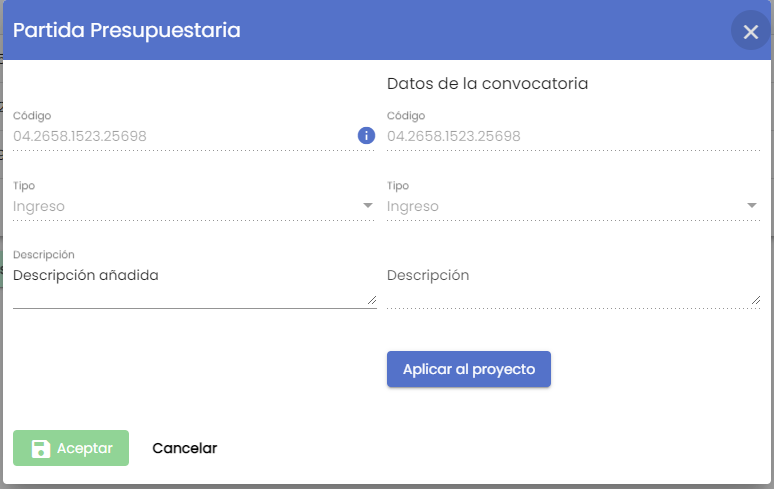 Partida Presupuestaria
Datos de la convocatoria
Código
Código
04.2658.1523.25698
04.2658.1523.25698
Tipo
Tipo
Ingreso
Ingreso
Descripción
Descripción añadida
Descripción
Aplicar al proyecto
Aceptar
Cancelar